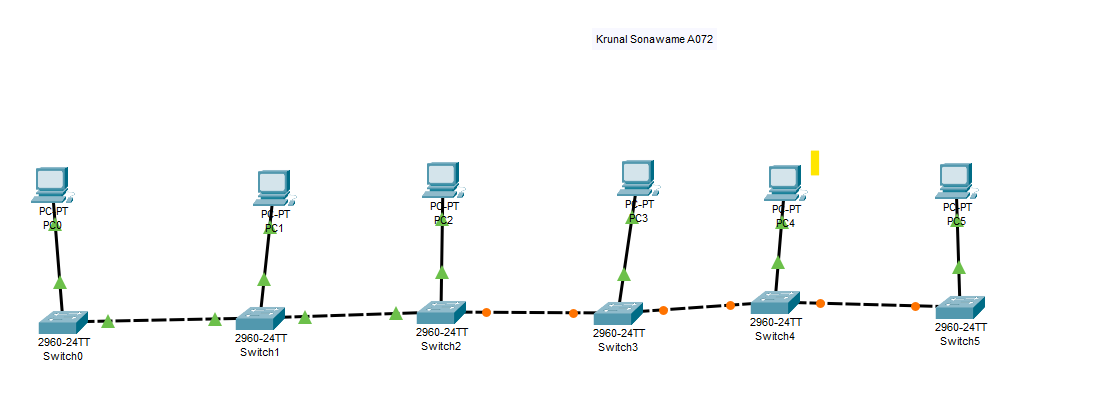 Krunal Sonawame A072
PC-PT
PC0
PC-PT
PC1
PC-PT
PC2
PC-PT
PC3
PC-PT
PC4
PC-PT
PC5
2960-24TT
Switch0
2960-24TT
Switch1
2960-24TT
Switch2
2960-24TT
Switch3
2960-24TT
Switch4
2960-24TT
Switch5